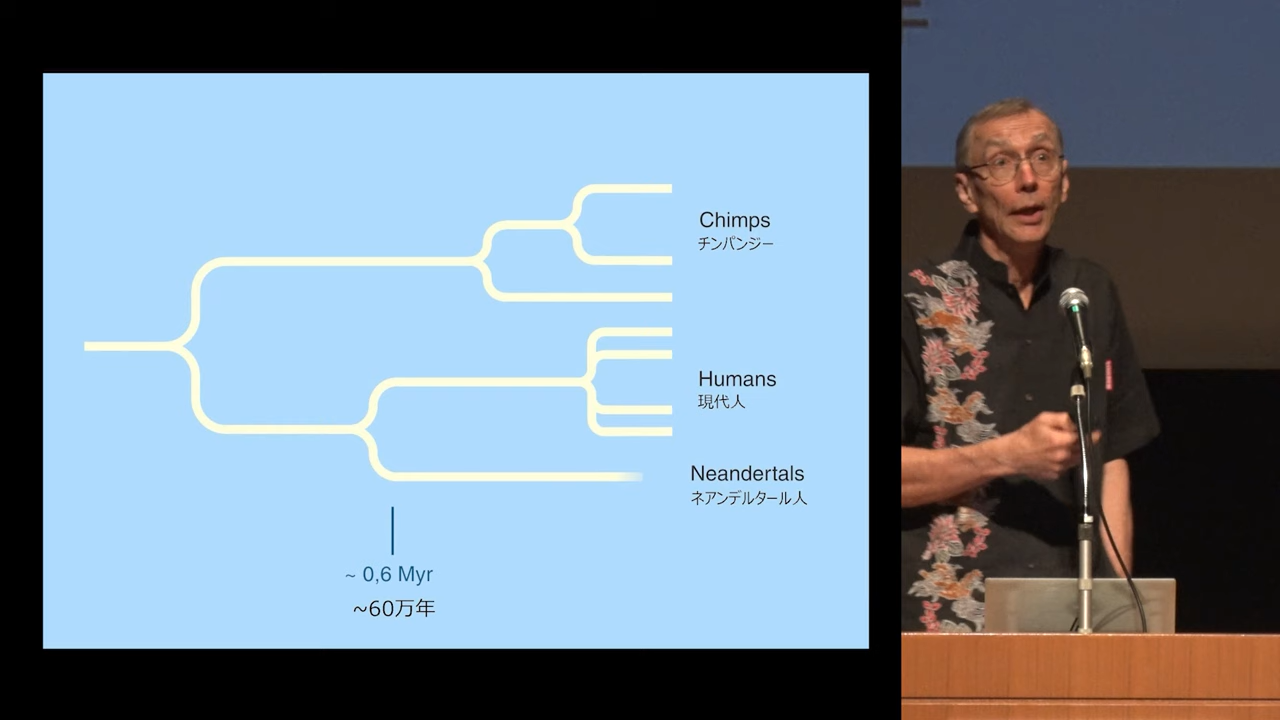 Chimps
チンパンジー
Humans
現代人
Neandertals
ネアンデルタール人
~ 0,6 Myr
~60万年